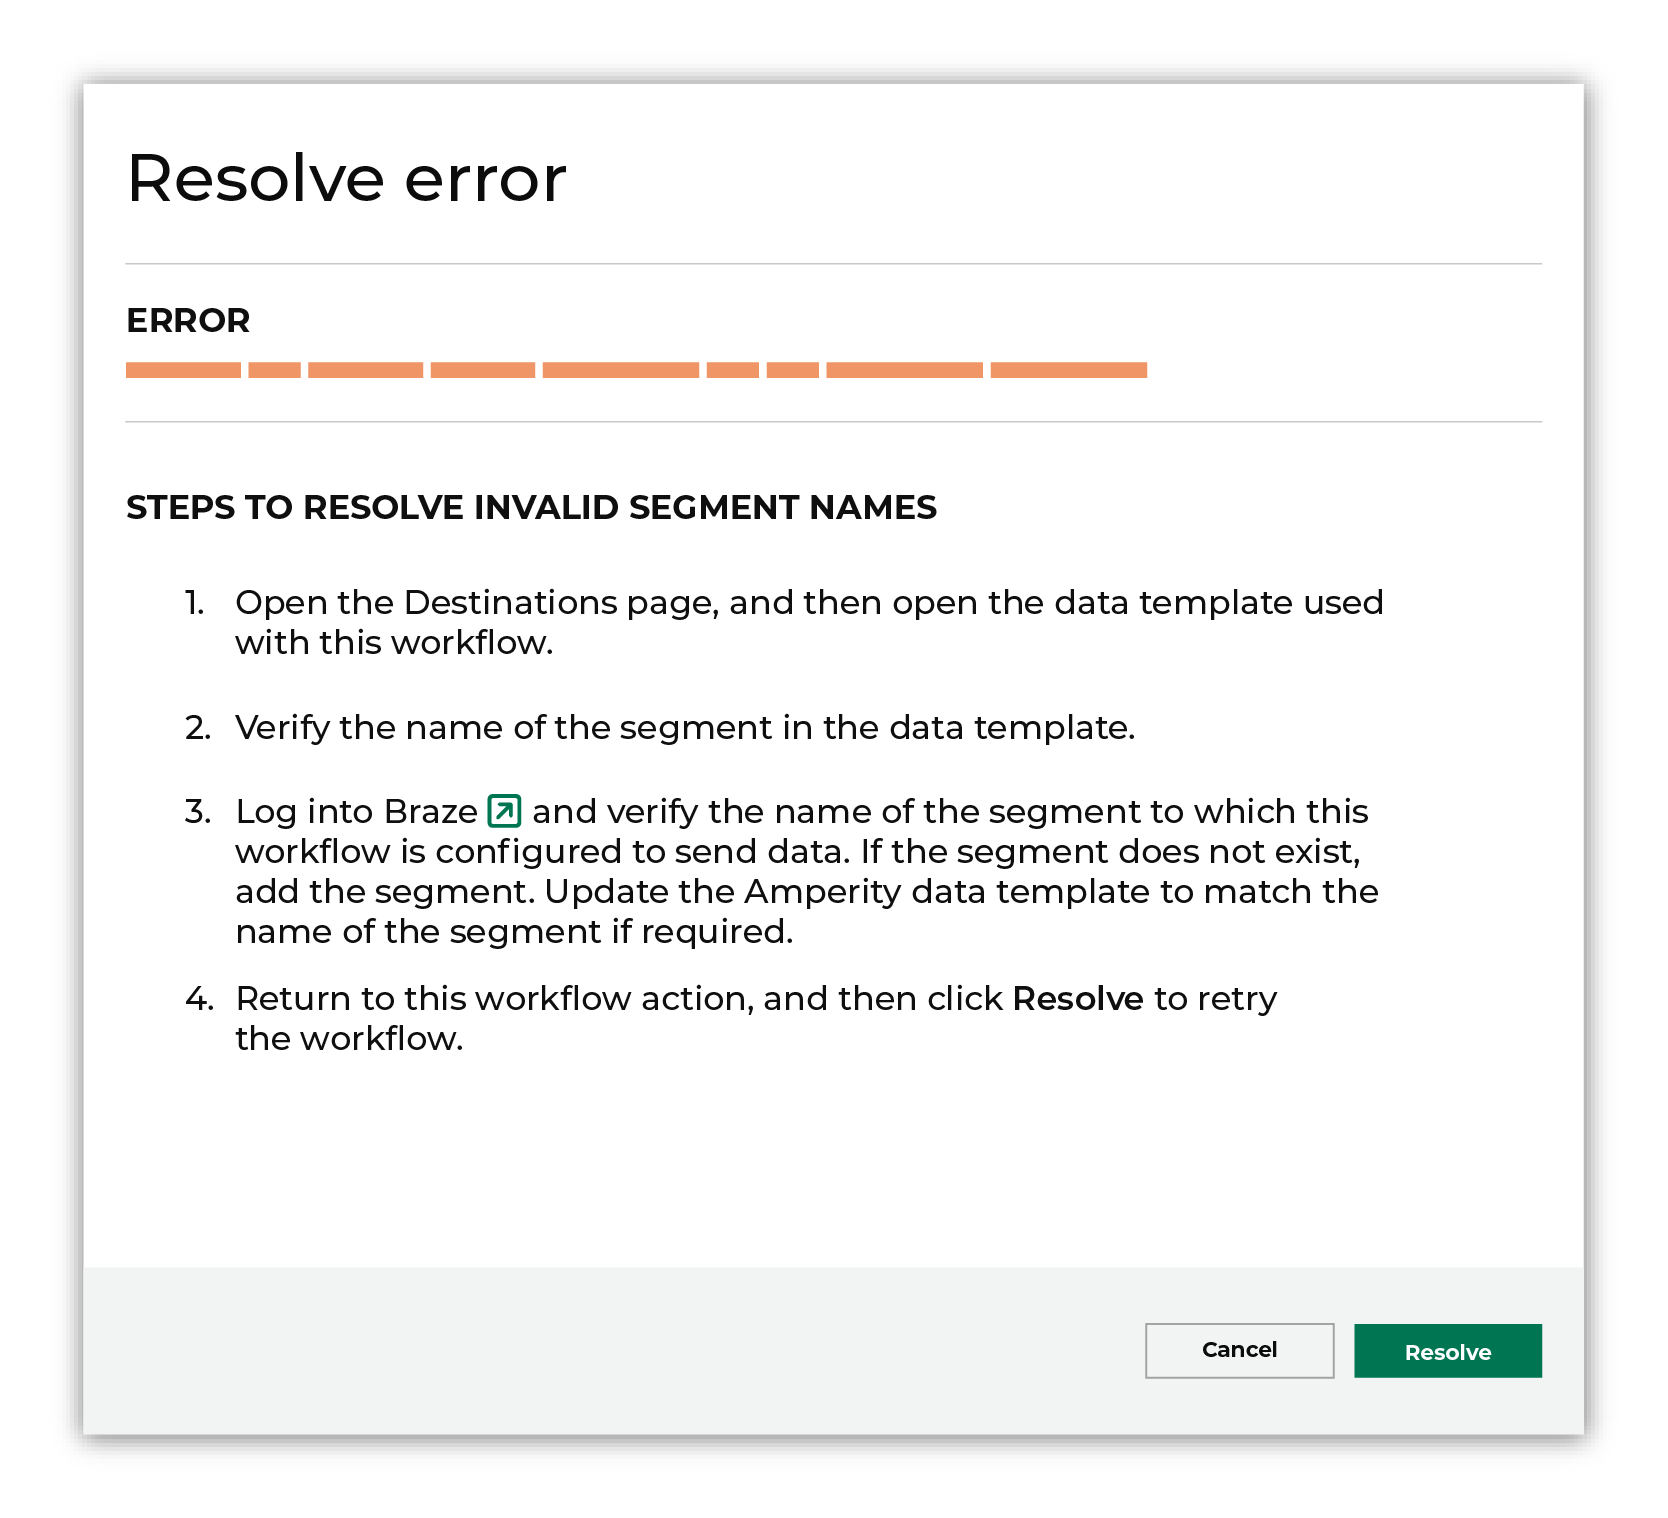 Resolve error
ERROR
STEPS TO RESOLVE INVALID SEGMENT NAMES
1. Open the Destinations page, and then open the data template used
with this workflow.
2. Verify the name of the segment in the data template.
3. Log into Braze and verify the name of the segment to which this
workflow is configured to send data. If the segment does not exist,
add the segment. Update the Amperity data template to match the
name of the segment if required.
4. Return to this workflow action, and then click Resolve to retry
the workflow.
Cancel
Resolve